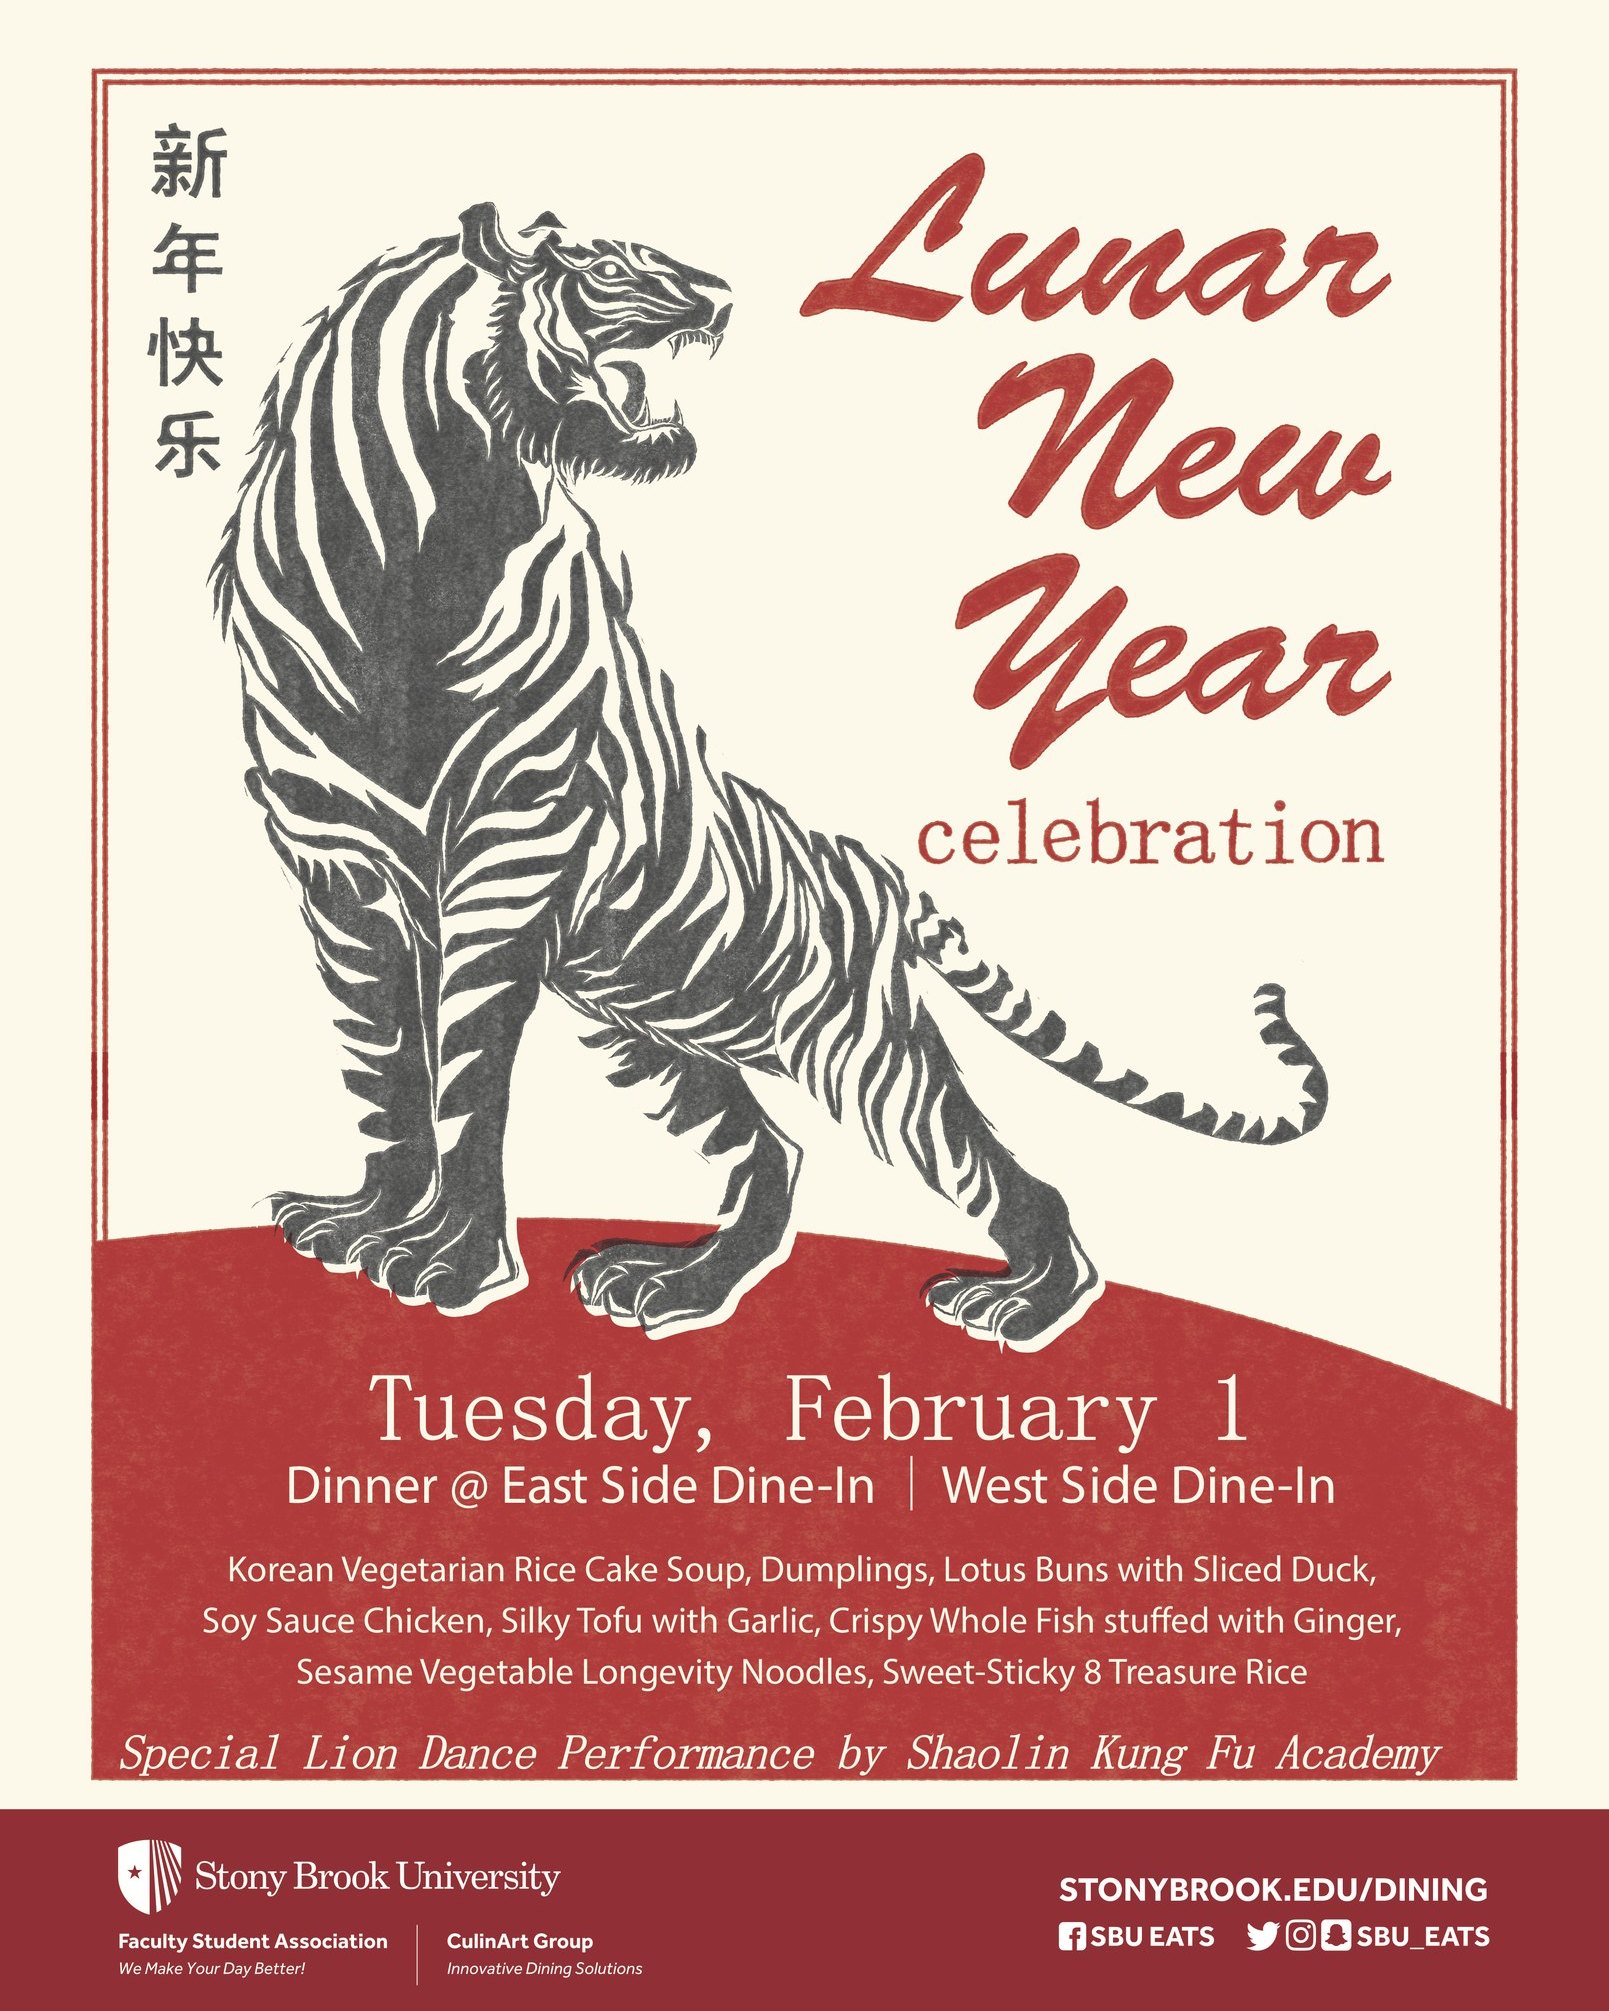 新年快乐
Lunar
New
Year
celebration
Tuesday, February 1
Dinner @ East Side Dine-In | West Side Dine-In
Korean Vegetarian Rice Cake Soup, Dumplings, Lotus Buns with Sliced Duck,
Soy Sauce Chicken, Silky Tofu with Garlic, Crispy Whole Fish stuffed with Ginger,
Sesame Vegetable Longevity Noodles, Sweet-Sticky 8 Treasure Rice
Special Lion Dance Performance by Shaolin Kung Fu Academy
Stony Brook University
Faculty Student Association
We Make Your Day Better!
CulinArt Group
Innovative Dining Solutions
STONYBROOK.EDU/DINING
SBU EATS SBU_EATS